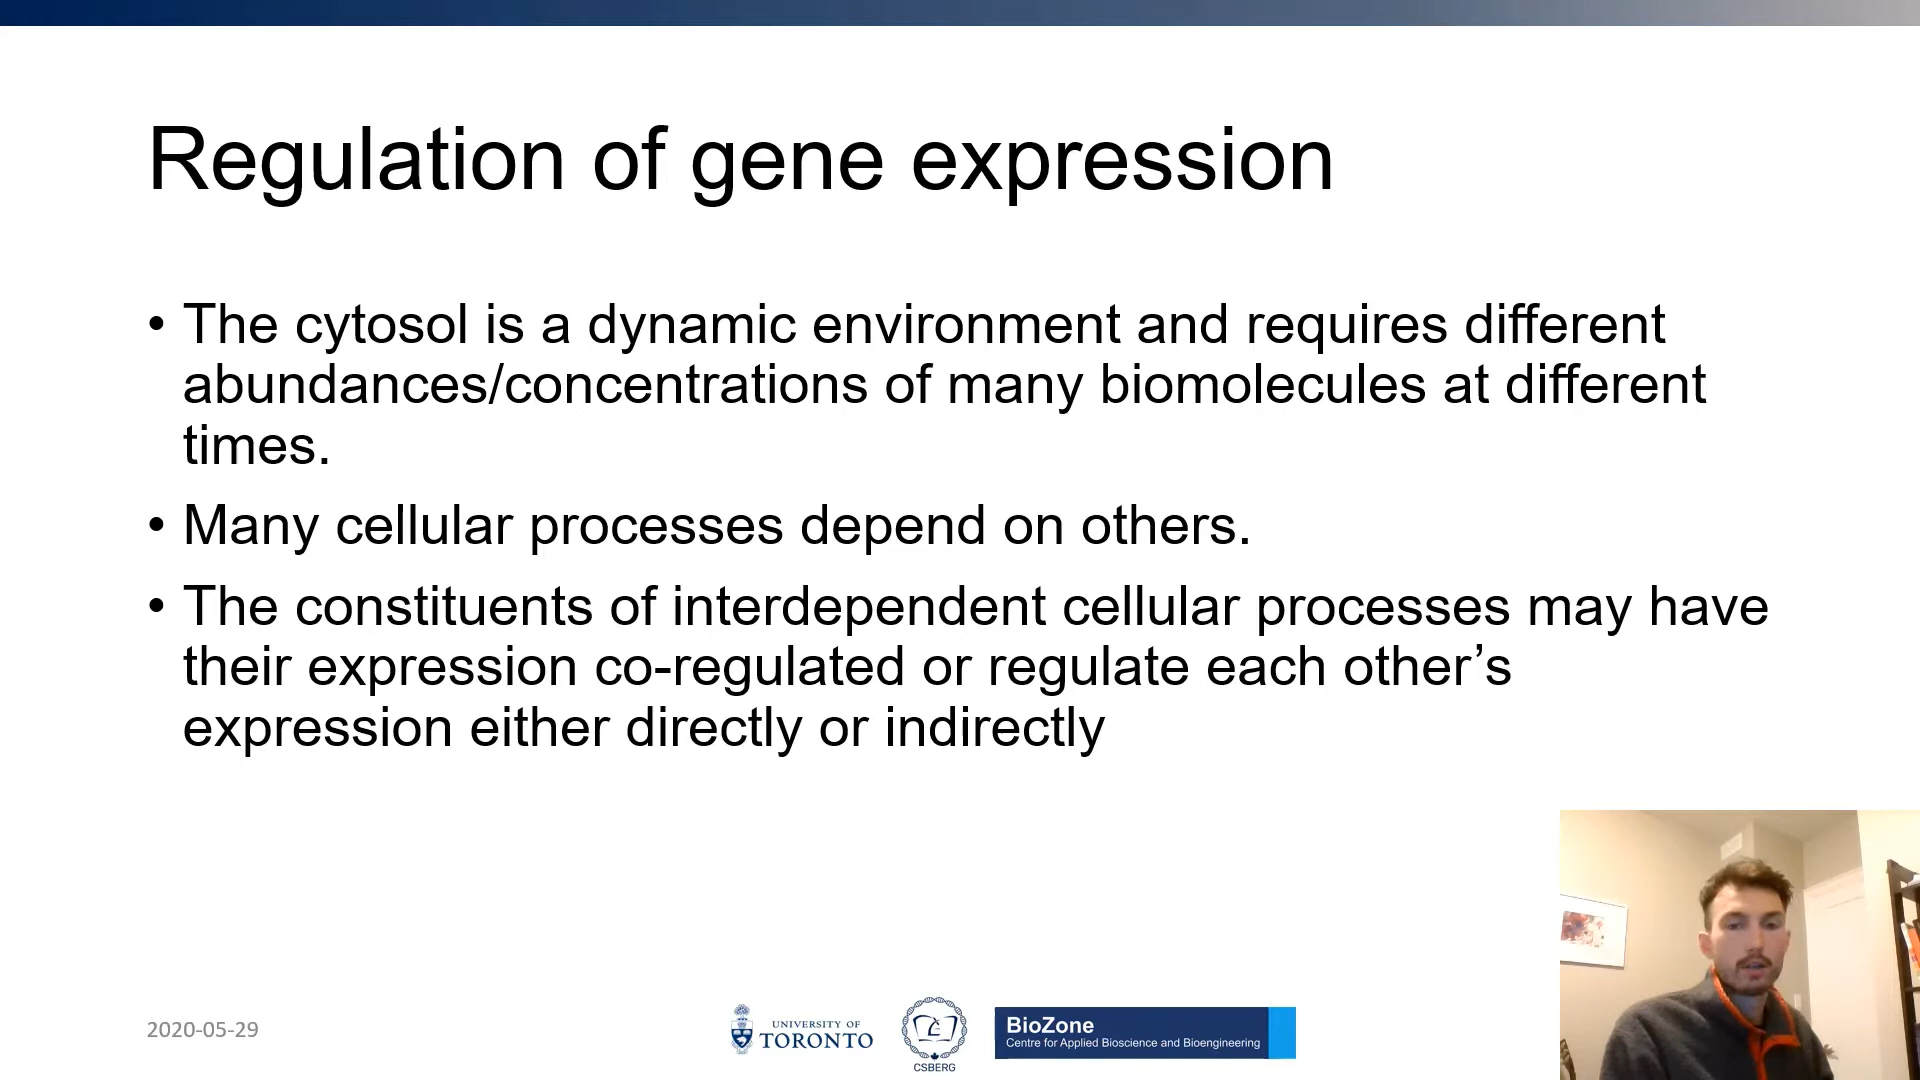 Regulation of gene expression
• The cytosol is a dynamic environment and requires different
abundances/concentrations of many biomolecules at different
times.
• Many cellular processes depend on others.
• The constituents of interdependent cellular processes may have
their expression co-regulated or regulate each other’s
expression either directly or indirectly
2020-05-29
UNIVERSITY OF
TORONTO
CSBERG
BioZone
Centre for Applied Bioscience and Bioengineering